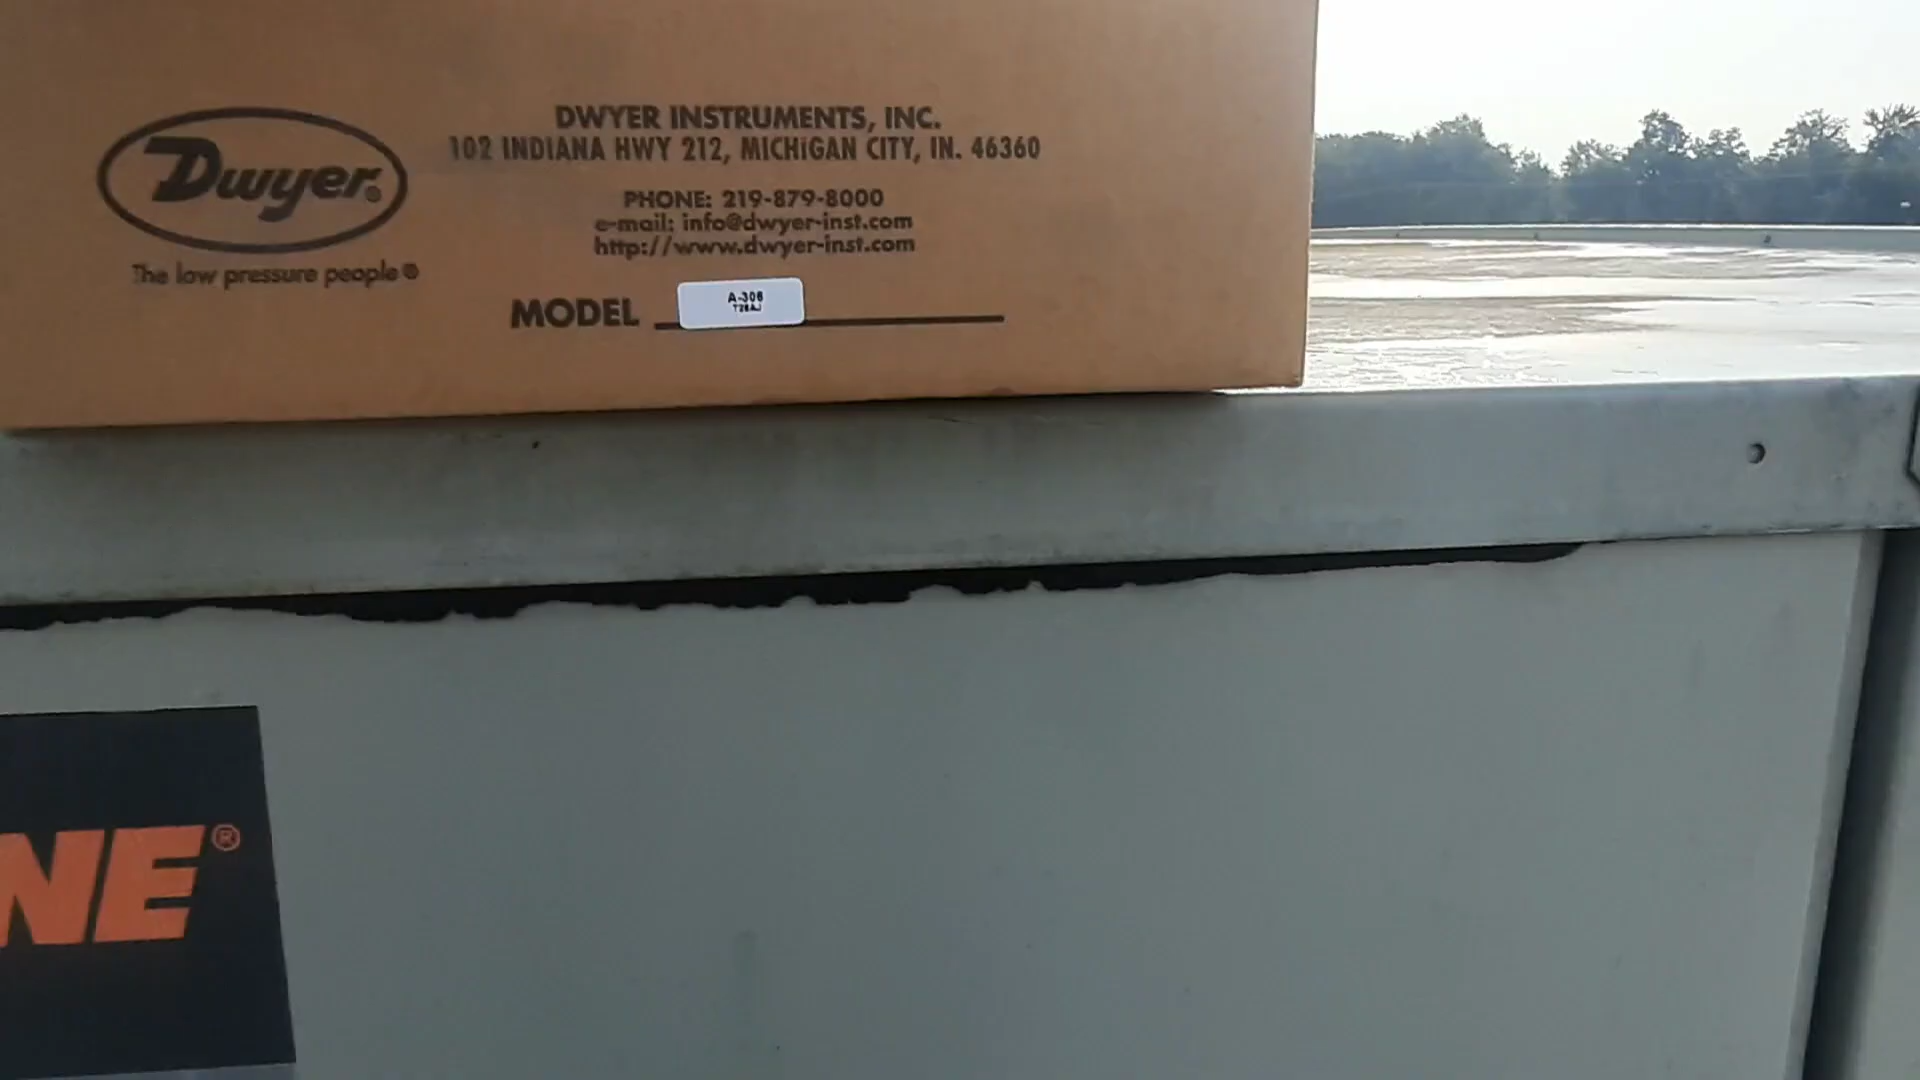 Dwyer®
The low pressure people®
DWYER INSTRUMENTS, INC.
102 INDIANA HWY 212, MICHIGAN CITY, IN. 46360
PHONE: 219-879-8000
e-mail: info@dwyer-inst.com
http://www.dwyer-inst.com
MODEL A-306
NE®